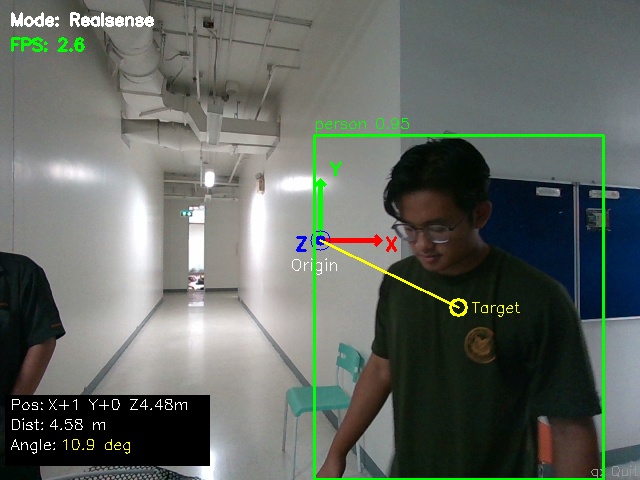 Mode: Realsense
FPS: 2.6
person 0.95
Y
Z
X
Origin
Target
Pos: X+1 Y+0 Z4.48m
Dist: 4.58 m
Angle: 10.9 deg
q: Quit